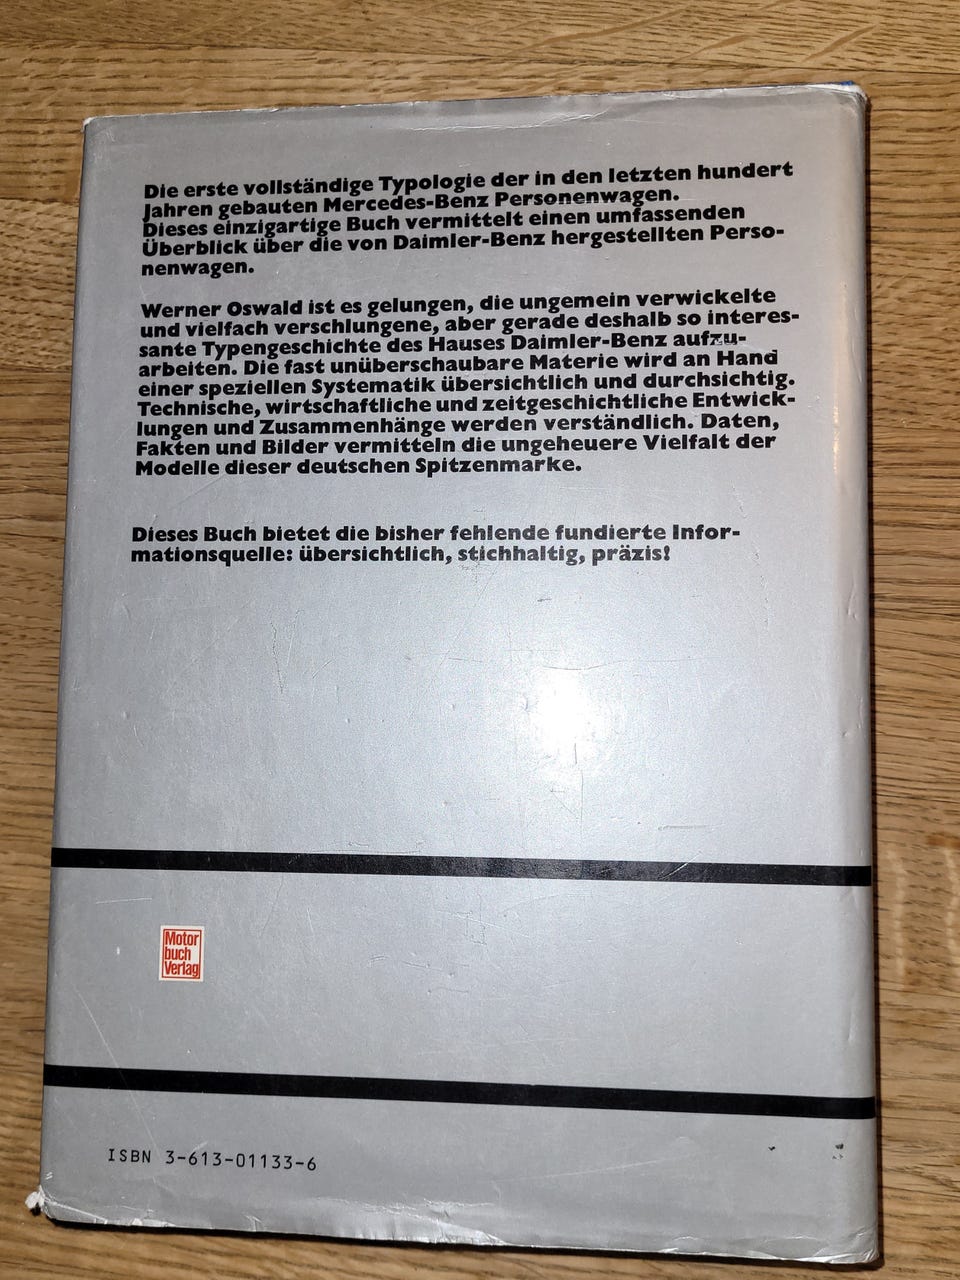 Die erste vollständige Typologie der in den letzten hundert
Jahren gebauten Mercedes-Benz Personenwagen.
Dieses einzigartige Buch vermittelt einen umfassenden
Überblick über die von Daimler-Benz hergestellten Perso-
nenwagen.
Werner Oswald ist es gelungen, die ungemein verwickelte
und vielfach verschlungene, aber gerade deshalb so interes-
sante Typengeschichte des Hauses Daimler-Benz aufzu-
arbeiten. Die fast unüberschaubare Materie wird an Hand
einer speziellen Systematik übersichtlich und durchsichtig.
Technische, wirtschaftliche und zeitgeschichtliche Entwick-
lungen und Zusammenhänge werden verständlich. Daten,
Fakten und Bilder vermitteln die ungeheuere Vielfalt der
Modelle dieser deutschen Spitzenmarke.
Dieses Buch bietet die bisher fehlende fundierte Infor-
mationsquelle: übersichtlich, stichhaltig, präzis!
Motor
buch
Verlag
ISBN 3-613-01133-6